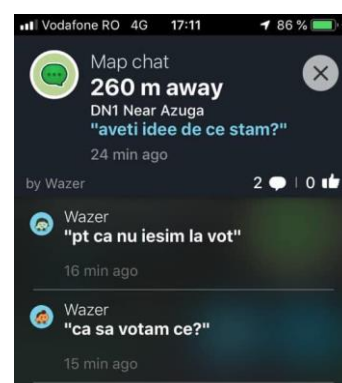 Vodafone RO 4G 17:11 86 %
Map chat
260 m away
DN1 Near Azuga
"aveti idee de ce stam?"
24 min ago
by Wazer 2 | 0
Wazer
"pt ca nu iesim la vot"
16 min ago
Wazer
"ca sa votam ce?"
15 min ago